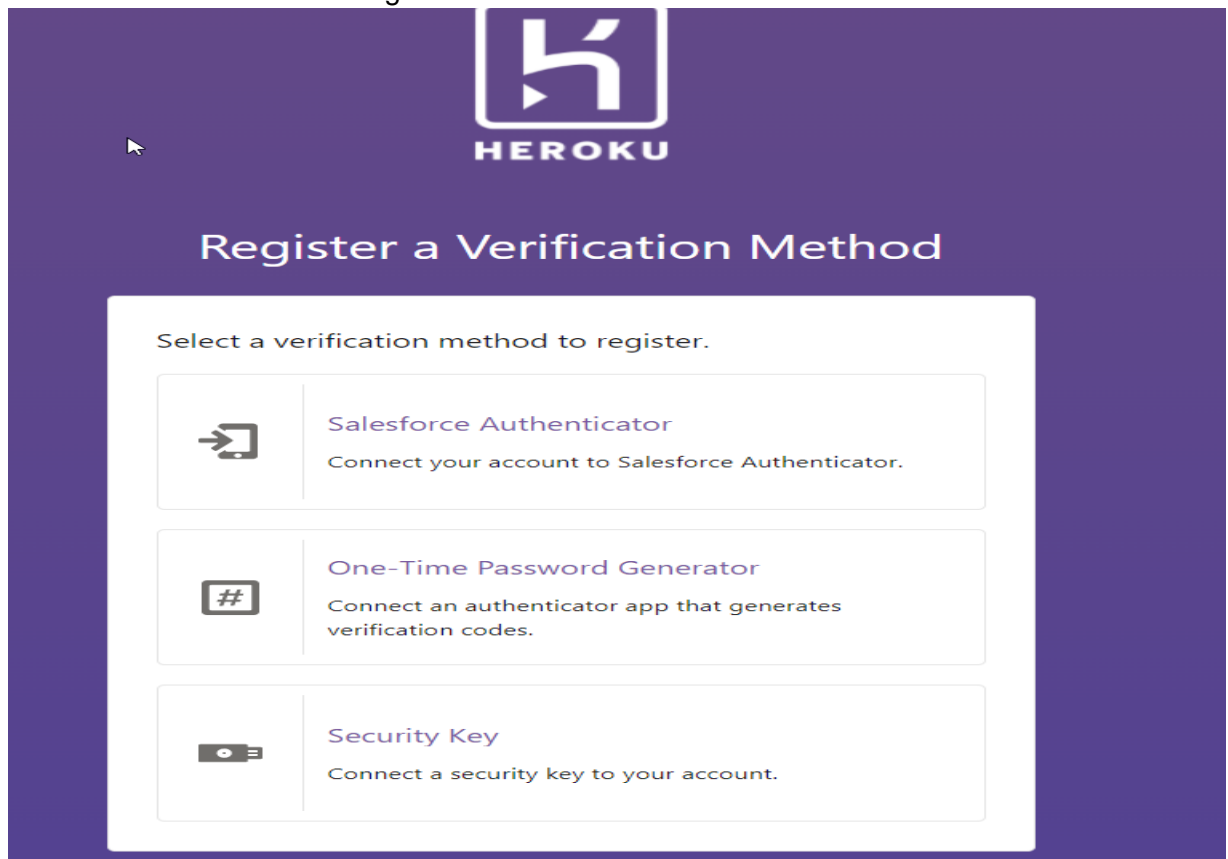 HEROKU
Register a Verification Method
Select a verification method to register.
Salesforce Authenticator
Connect your account to Salesforce Authenticator.
#
One-Time Password Generator
Connect an authenticator app that generates
verification codes.
Security Key
Connect a security key to your account.